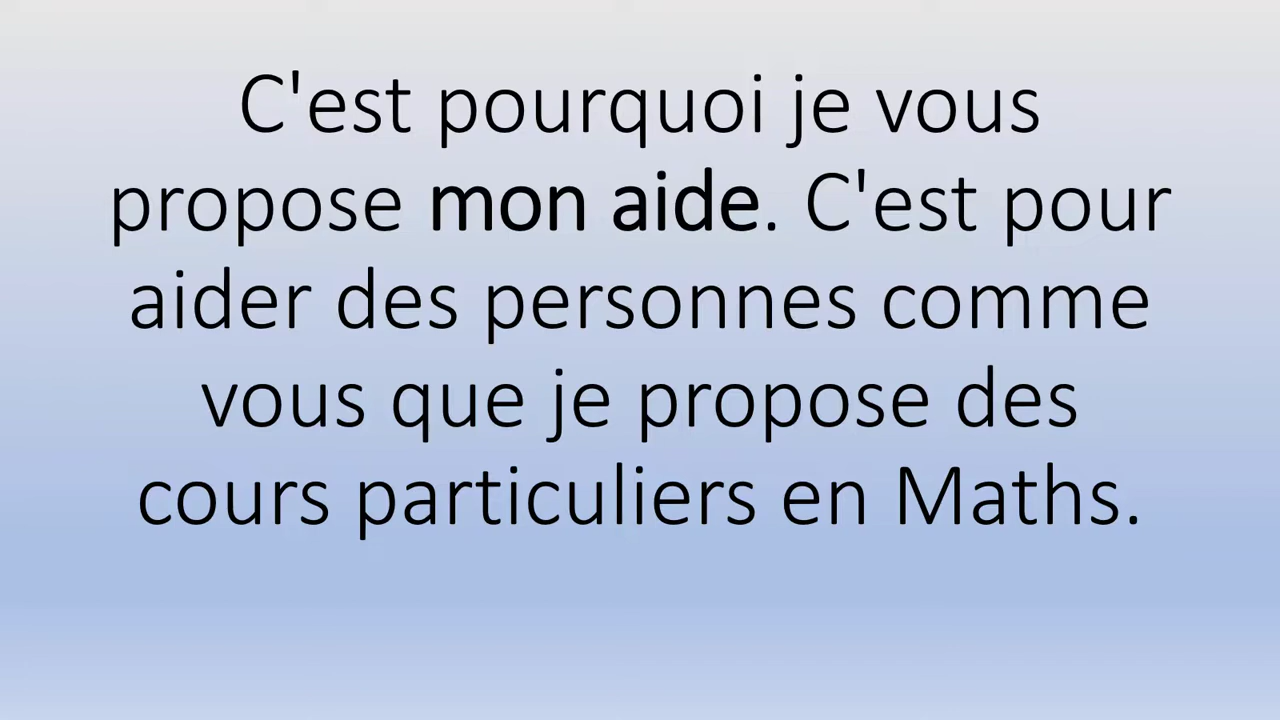 C'est pourquoi je vous
propose mon aide. C'est pour
aider des personnes comme
vous que je propose des
cours particuliers en Maths.